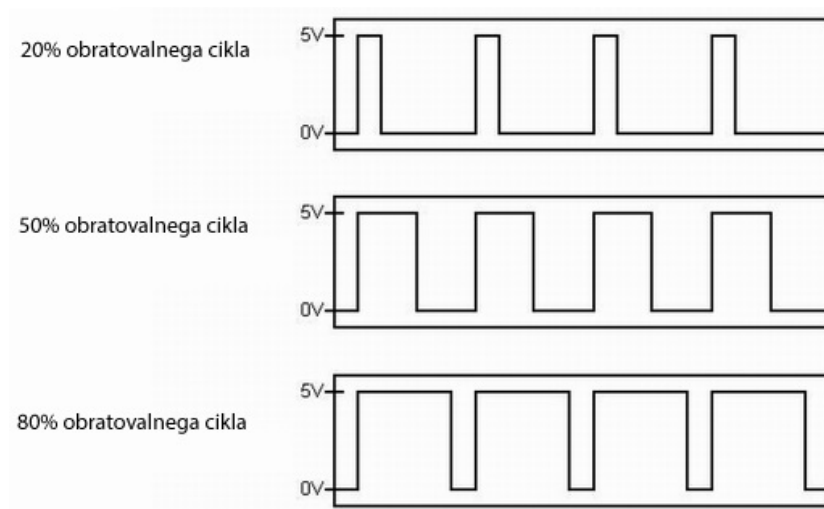 20% obratovalnega cikla
5V
0V
50% obratovalnega cikla
5V
0V
80% obratovalnega cikla
5V
0V